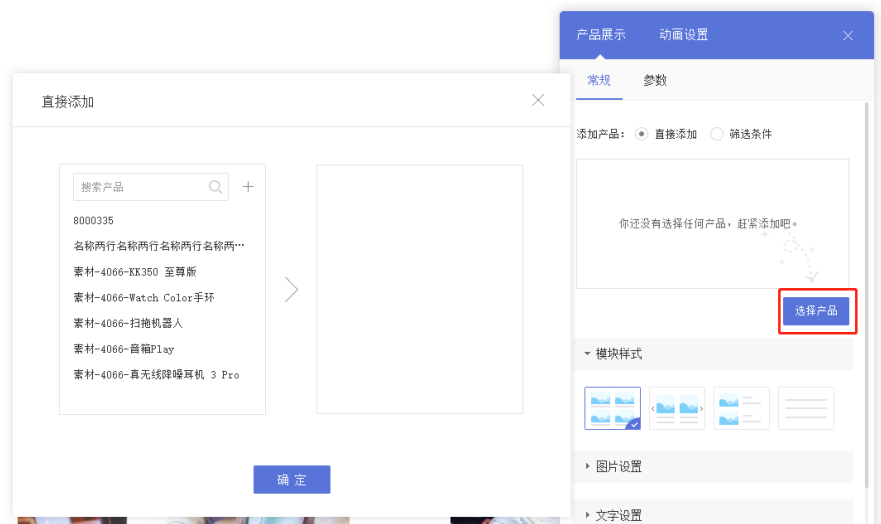 产品展示 动画设置
常规 参数
直接添加
添加产品: 直接添加 筛选条件
搜索产品
8000335
名称两行名称两行名称两行名称两…
素材-4066-KK350 至尊版
素材-4066-Watch Color手环
素材-4066-扫拖机器人
素材-4066-音箱Play
素材-4066-真无线降噪耳机 3 Pro
你还没有选择任何产品，赶紧添加吧。
选择产品
模块样式
图片设置
确 定
文字设置